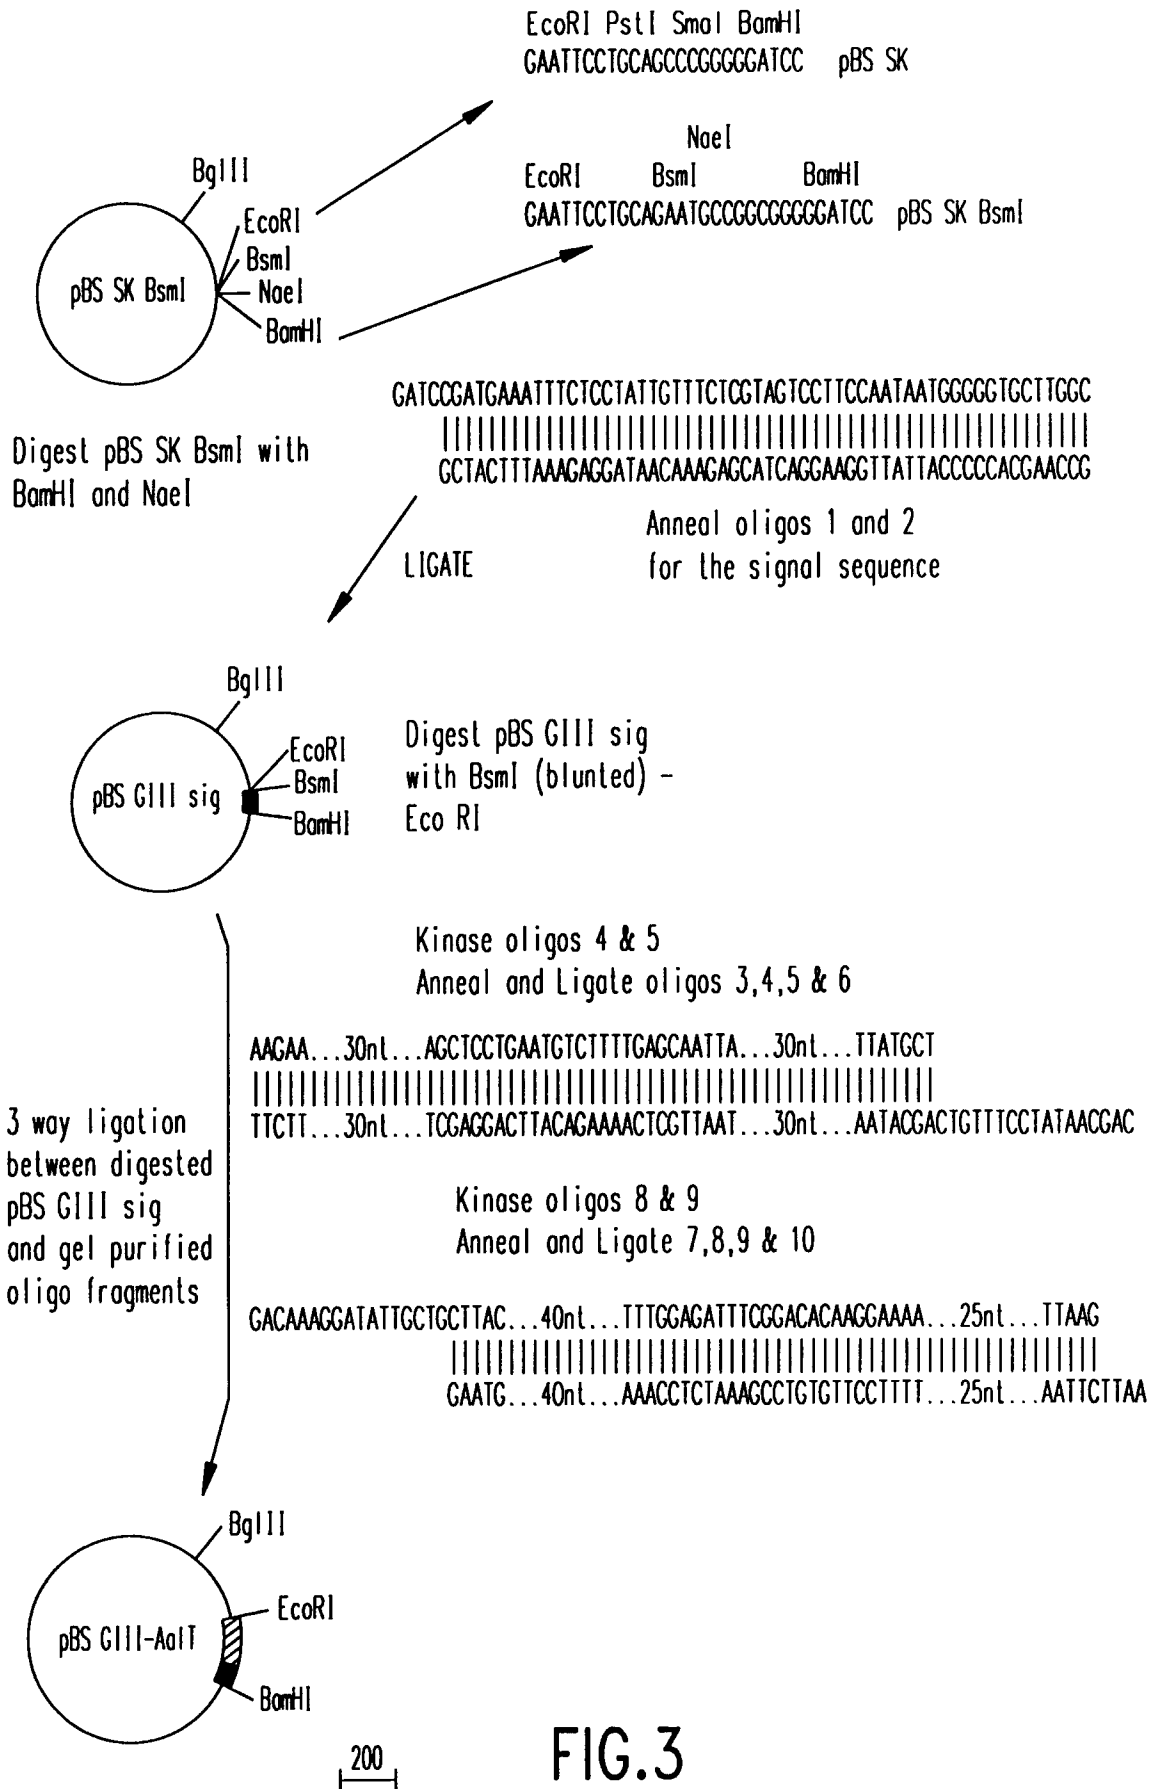 EcoRI PstI SmaI BamHI
GAATTCCTGCAGCCCGGGGGATCC pBS SK
NaeI
EcoRI BsmI BamHI
GAATTCCTGCAGAATGCCGGCGGGGGATCC pBS SK BsmI
BglII
EcoRI
BsmI
NaeI
BamHI
pBS SK BsmI
Digest pBS SK BsmI with
BamHI and NaeI
GATCCGATGAAATTTCTCCTATTGTTTCTCGTAGTCCTTCCAATAATGGGGGTGCTTGGC
GCTACTTTAAAGAGGATAACAAAGAGCATCAGGAAGGTTATTACCCCCACGAACCG
Anneal oligos 1 and 2
for the signal sequence
LIGATE
BglII
EcoRI
BsmI
BamHI
pBS GIII sig
Digest pBS GIII sig
with BsmI (blunted) -
Eco RI
Kinase oligos 4 & 5
Anneal and Ligate oligos 3,4,5 & 6
AAGAA...30nt...AGCTCCTGAATGTCTTTTGAGCAATTA...30nt...TTATGCT
TTCTT...30nt...TCGAGGACTTACAGAAAACTCGTTAAT...30nt...AATACGACTGTTTCCTATAACGAC
3 way ligation
between digested
pBS GIII sig
and gel purified
oligo fragments
Kinase oligos 8 & 9
Anneal and Ligate 7,8,9 & 10
GACAAAGGATATTGCTGCTTAC...40nt...TTTGGAGATTTCGGACACAAGGAAAA...25nt...TTAAG
GAATG...40nt...AAACCTCTAAAGCCTGTGTTCCTTTT...25nt...AATTCTTAA
BglII
EcoRI
BamHI
pBS GIII-AaIT
200
FIG.3